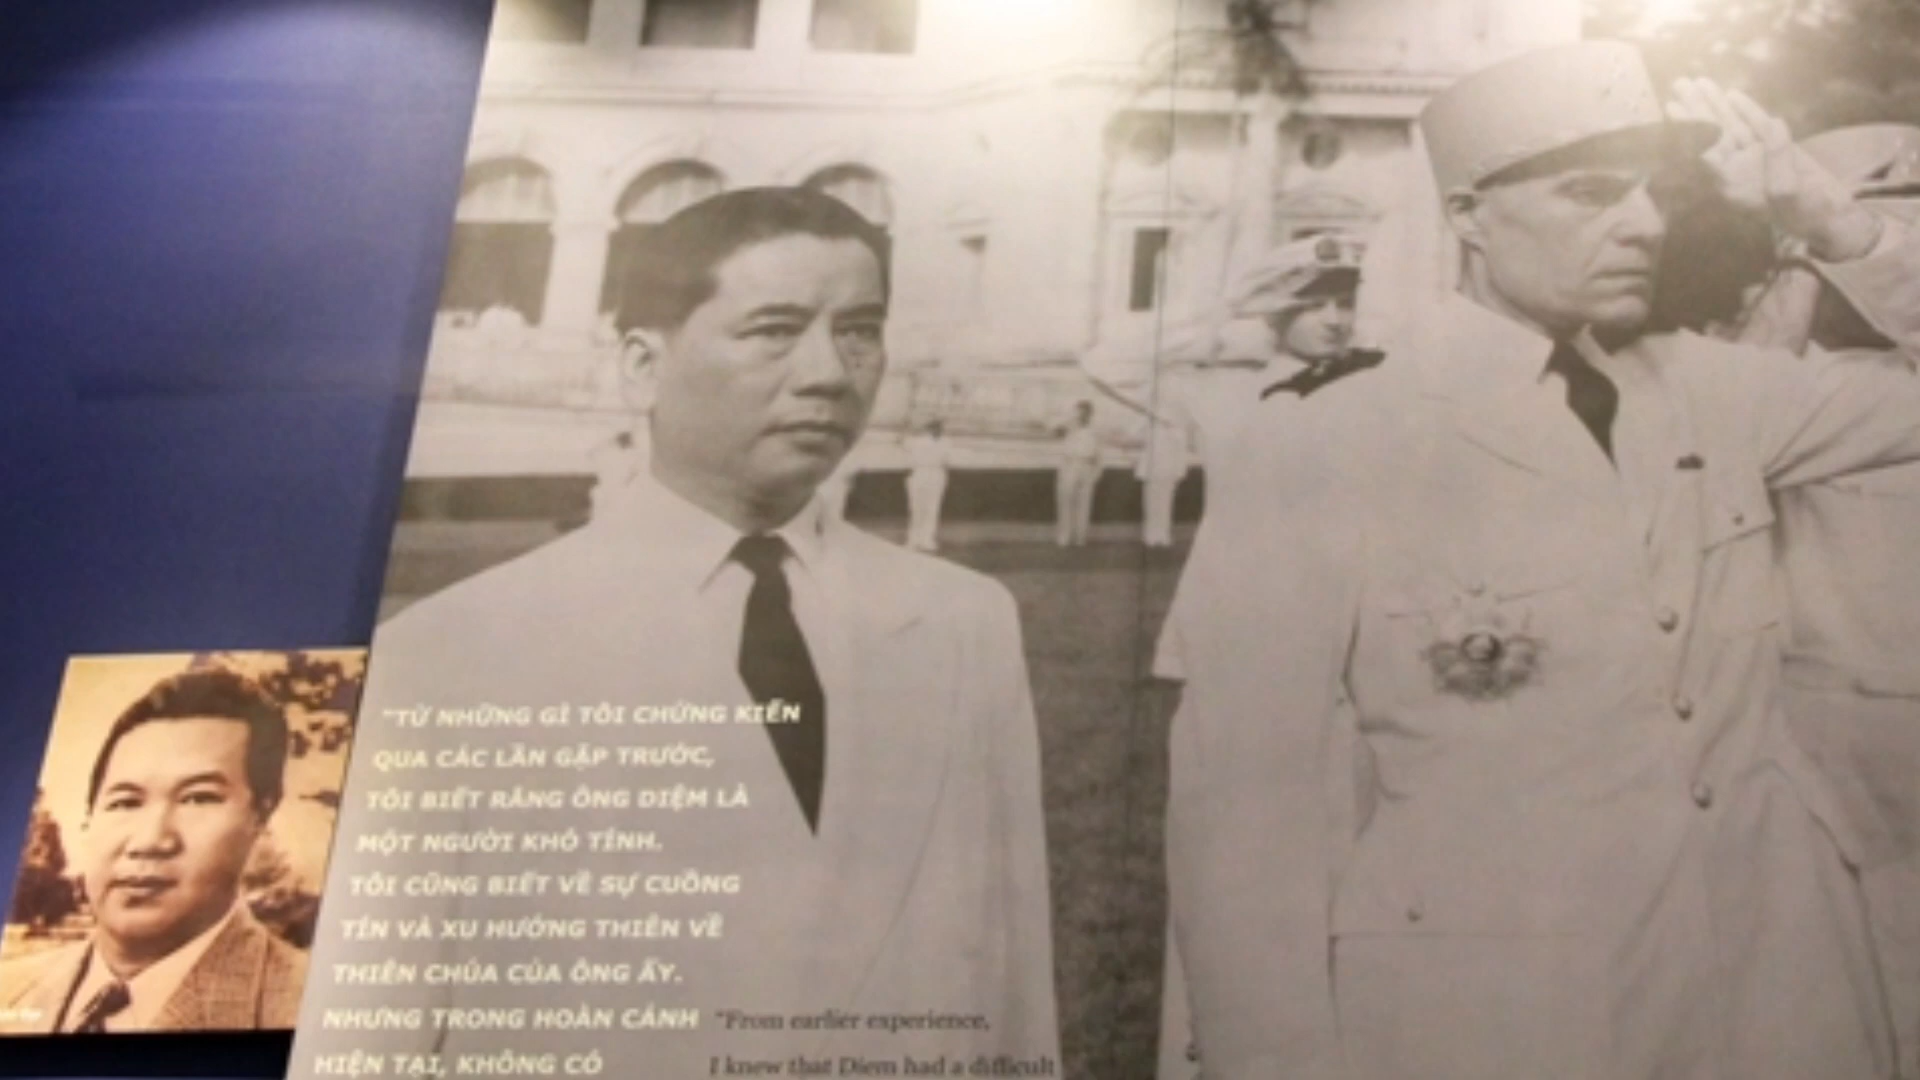 "TỪ NHỮNG GÌ TÔI CHỨNG KIẾN
QUA CÁC LẦN GẶP TRƯỚC,
TÔI BIẾT RẰNG ÔNG DIỆM LÀ
MỘT NGƯỜI KHÓ TÍNH.
TÔI CŨNG BIẾT VỀ SỰ CUỒNG
TÍN VÀ XU HƯỚNG THIÊN VỀ
THIÊN CHÚA CỦA ÔNG ẤY.
NHƯNG TRONG HOÀN CẢNH
HIỆN TẠI, KHÔNG CÓ
"From earlier experience,
I knew that Diem had a difficult